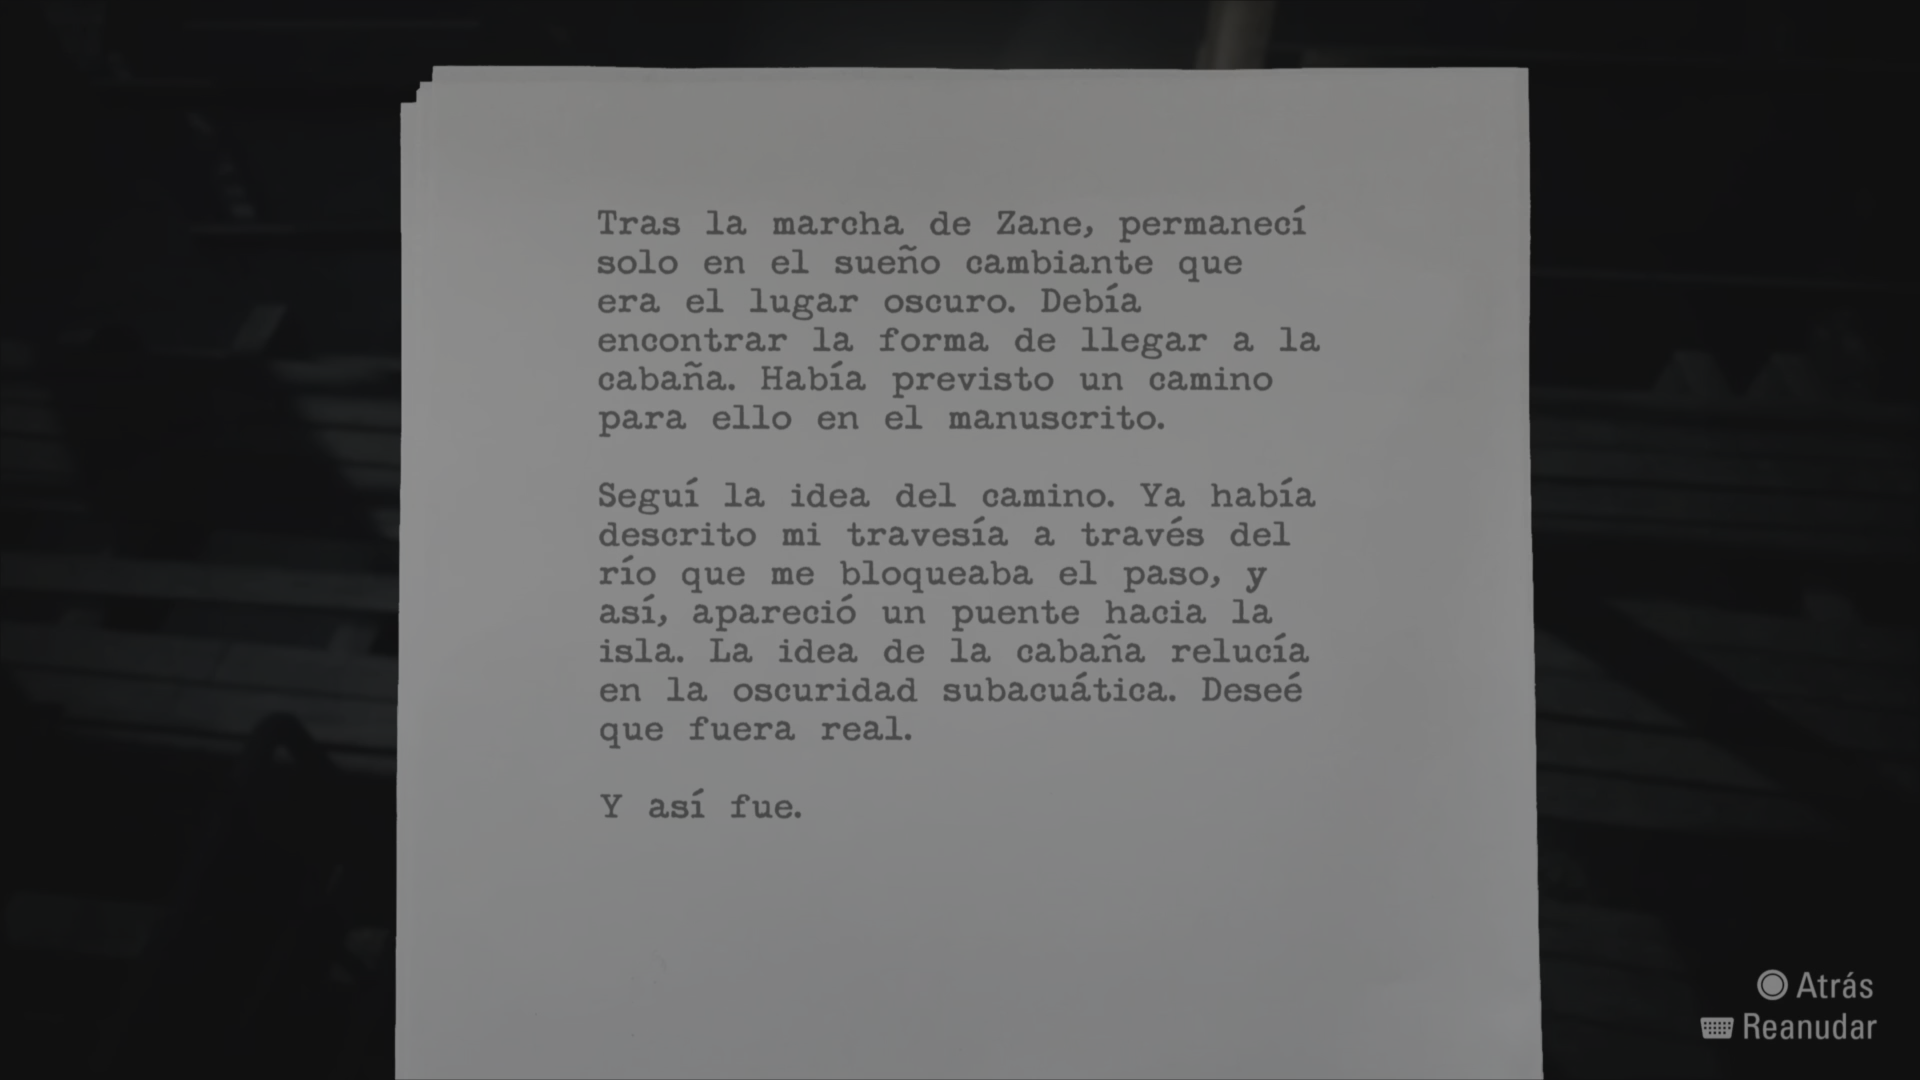 Tras la marcha de Zane, permanecí
solo en el sueño cambiante que
era el lugar oscuro. Debía
encontrar la forma de llegar a la
cabaña. Había previsto un camino
para ello en el manuscrito.
Seguí la idea del camino. Ya había
descrito mi travesía a través del
río que me bloqueaba el paso, y
así, apareció un puente hacia la
isla. La idea de la cabaña relucía
en la oscuridad subacuática. Deseé
que fuera real.
Y así fue.
Atrás
Reanudar